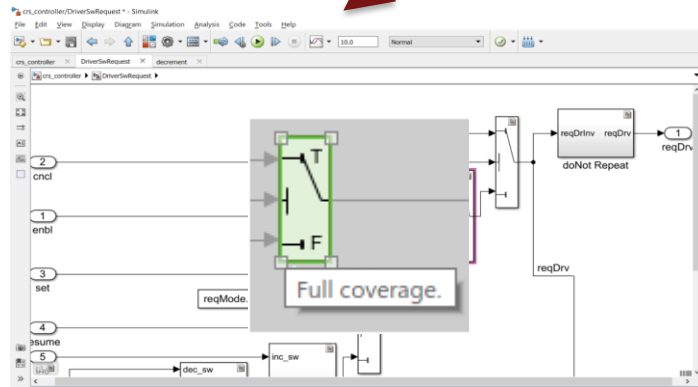 crs_controller/DriverSwRequest * - Simulink
File Edit View Display Diagram Simulation Analysis Code Tools Help
10.0 Normal
crs_controller DriverSwRequest decrement
crs_controller DriverSwRequest
2
cncl
1
enbl
3
set
4
esume
5
reqMode.
dec_sw
inc_sw
T
F
Full coverage.
reqDrInv reqDrv
doNot Repeat
1
reqDrv
reqDrv